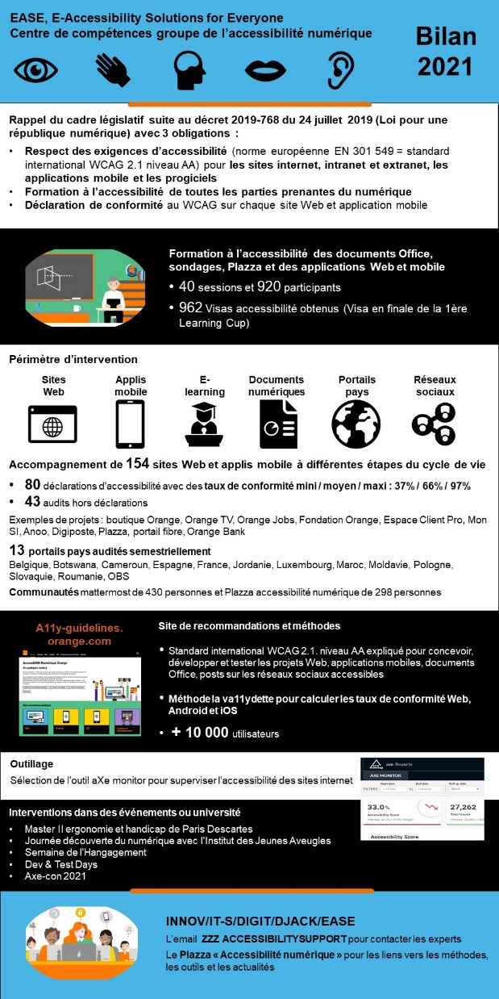 EASE, E-Accessibility Solutions for Everyone
Centre de compétences groupe de l'accessibilité numérique
Bilan
2021
Rappel du cadre législatif suite au décret 2019-768 du 24 juillet 2019 (Loi pour une
république numérique) avec 3 obligations :
• Respect des exigences d'accessibilité (norme européenne EN 301 549 = standard
international WCAG 2.1 niveau AA) pour les sites internet, intranet et extranet, les
applications mobile et les progiciels
• Formation à l'accessibilité de toutes les parties prenantes du numérique
• Déclaration de conformité au WCAG sur chaque site Web et application mobile
Formation à l'accessibilité des documents Office,
sondages, Plazza et des applications Web et mobile
• 40 sessions et 920 participants
• 962 Visas accessibilité obtenus (Visa en finale de la 1ère
Learning Cup)
Périmètre d'intervention
Sites
Web
Applis
mobile
E-
learning
Documents
numériques
Portails
pays
Réseaux
sociaux
Accompagnement de 154 sites Web et applis mobile à différentes étapes du cycle de vie
• 80 déclarations d'accessibilité avec des taux de conformité mini / moyen / maxi : 37% / 66% / 97%
• 43 audits hors déclarations
Exemples de projets : boutique Orange, Orange TV, Orange Jobs, Fondation Orange, Espace Client Pro, Mon
SI, Anoo, Digiposte, Plazza, portail fibre, Orange Bank
13 portails pays audités semestriellement
Belgique, Botswana, Cameroun, Espagne, France, Jordanie, Luxembourg, Maroc, Moldavie, Pologne,
Slovaquie, Roumanie, OBS
Communautés mattermost de 430 personnes et Plazza accessibilité numérique de 298 personnes
A11y-guidelines.
orange.com
Accessibilité Numérique Orange
Nos recommandations
Site de recommandations et méthodes
• Standard international WCAG 2.1. niveau AA expliqué pour concevoir,
développer et tester les projets Web, applications mobiles, documents
Office, posts sur les réseaux sociaux accessibles
• Méthode la va11ydette pour calculer les taux de conformité Web,
Android et iOS
• + 10 000 utilisateurs
Outillage
Sélection de l'outil aXe monitor pour superviser l'accessibilité des sites internet
axe Reports
AXE MONITOR
FILTERS
Start date
to
End date
33.0%
Accessibility Score
27,262
Total Issues
Accessibility Score
Interventions dans des événements ou université
• Master II ergonomie et handicap de Paris Descartes
• Journée découverte du numérique avec l'Institut des Jeunes Aveugles
• Semaine de l'Hangagement
• Dev & Test Days
• Axe-con 2021
INNOV/IT-S/DIGIT/DJACK/EASE
L'email ZZZ ACCESSIBILITYSUPPORT pour contacter les experts
Le Plazza « Accessibilité numérique » pour les liens vers les méthodes,
les outils et les actualités